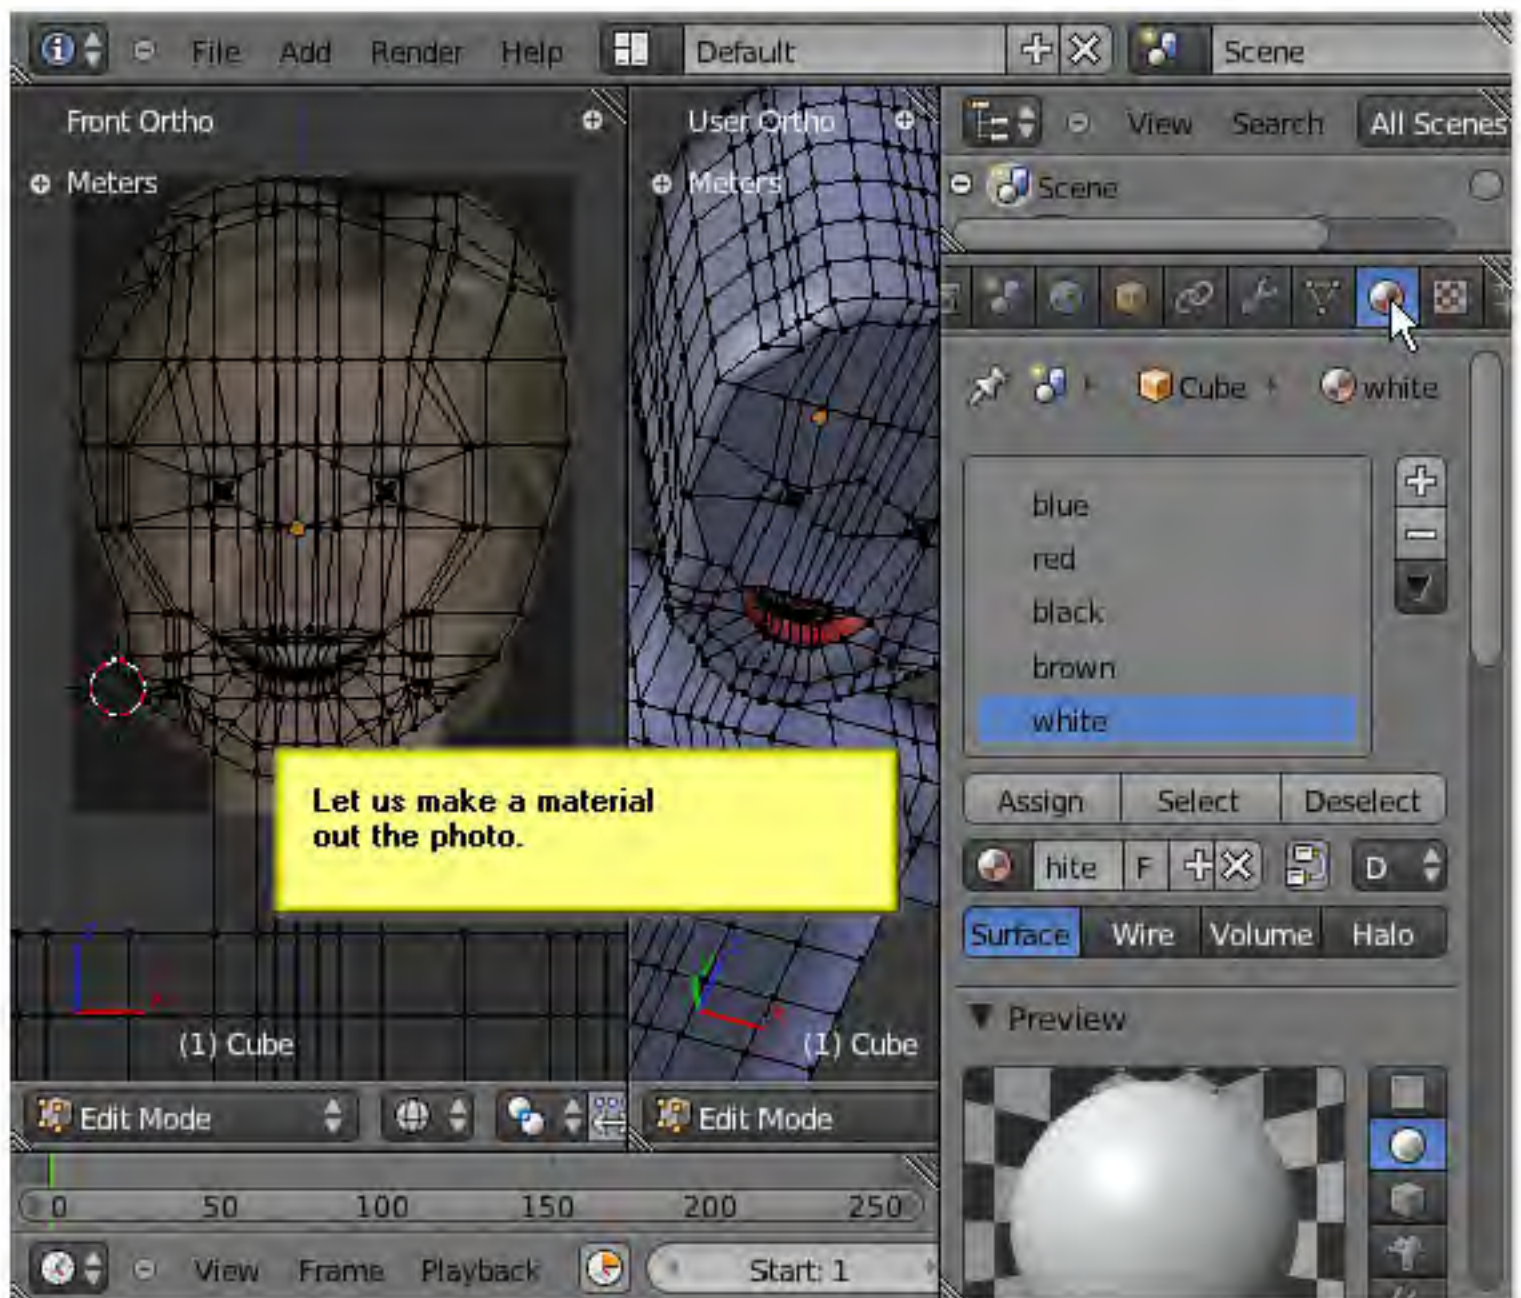 File Add Render Help Default Scene
Front Ortho
Meters
User Ortho
Meters
View Search All Scenes
Scene
Cube white
blue
red
black
brown
white
Assign Select Deselect
hite F D
Surface Wire Volume Halo
Preview
Let us make a material
out the photo.
(1) Cube
(1) Cube
Edit Mode
Edit Mode
0 50 100 150 200 250
View Frame Playback Start: 1